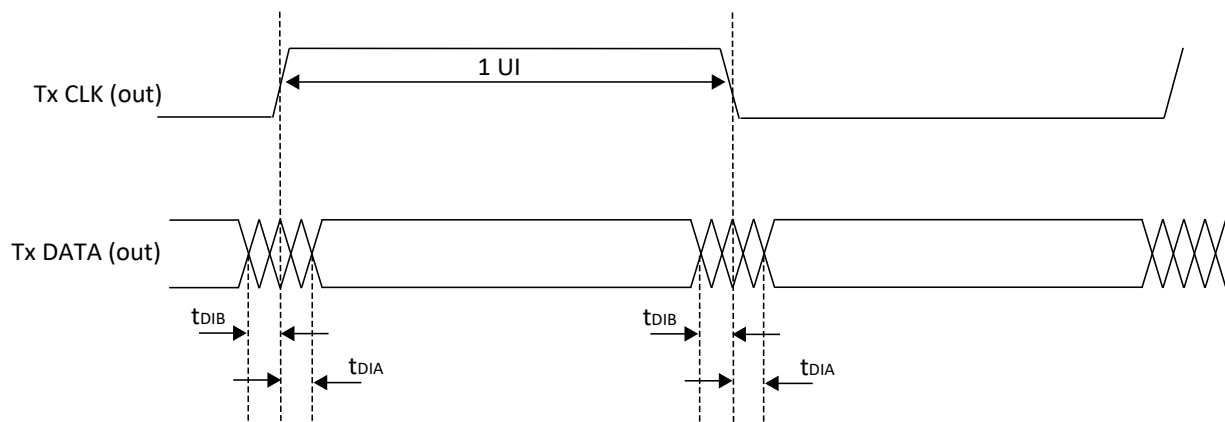 1 UI
Tx CLK (out)
Tx DATA (out)
tDIB
tDIB
tDIA
tDIA